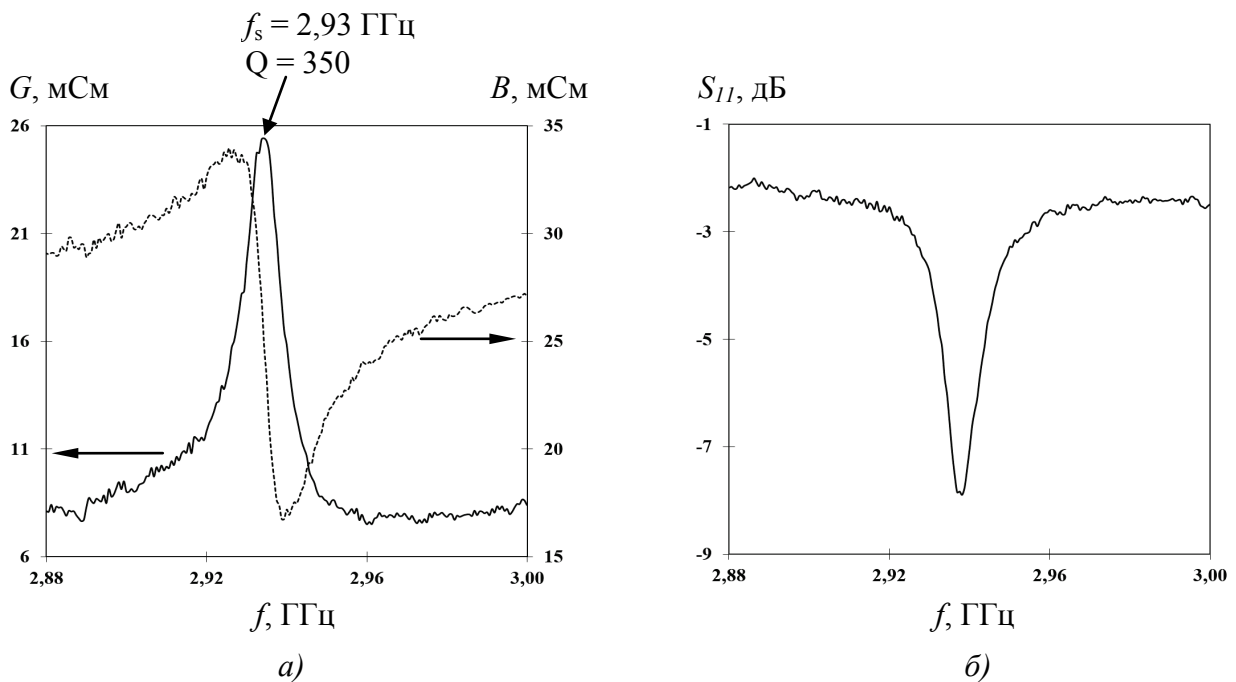 f_s = 2,93 ГГц
Q = 350
G, мСм
B, мСм
26
21
16
11
6
35
30
25
20
15
2,88
2,92
2,96
3,00
f, ГГц
а)
S_11, дБ
-1
-3
-5
-7
-9
2,88
2,92
2,96
3,00
f, ГГц
б)